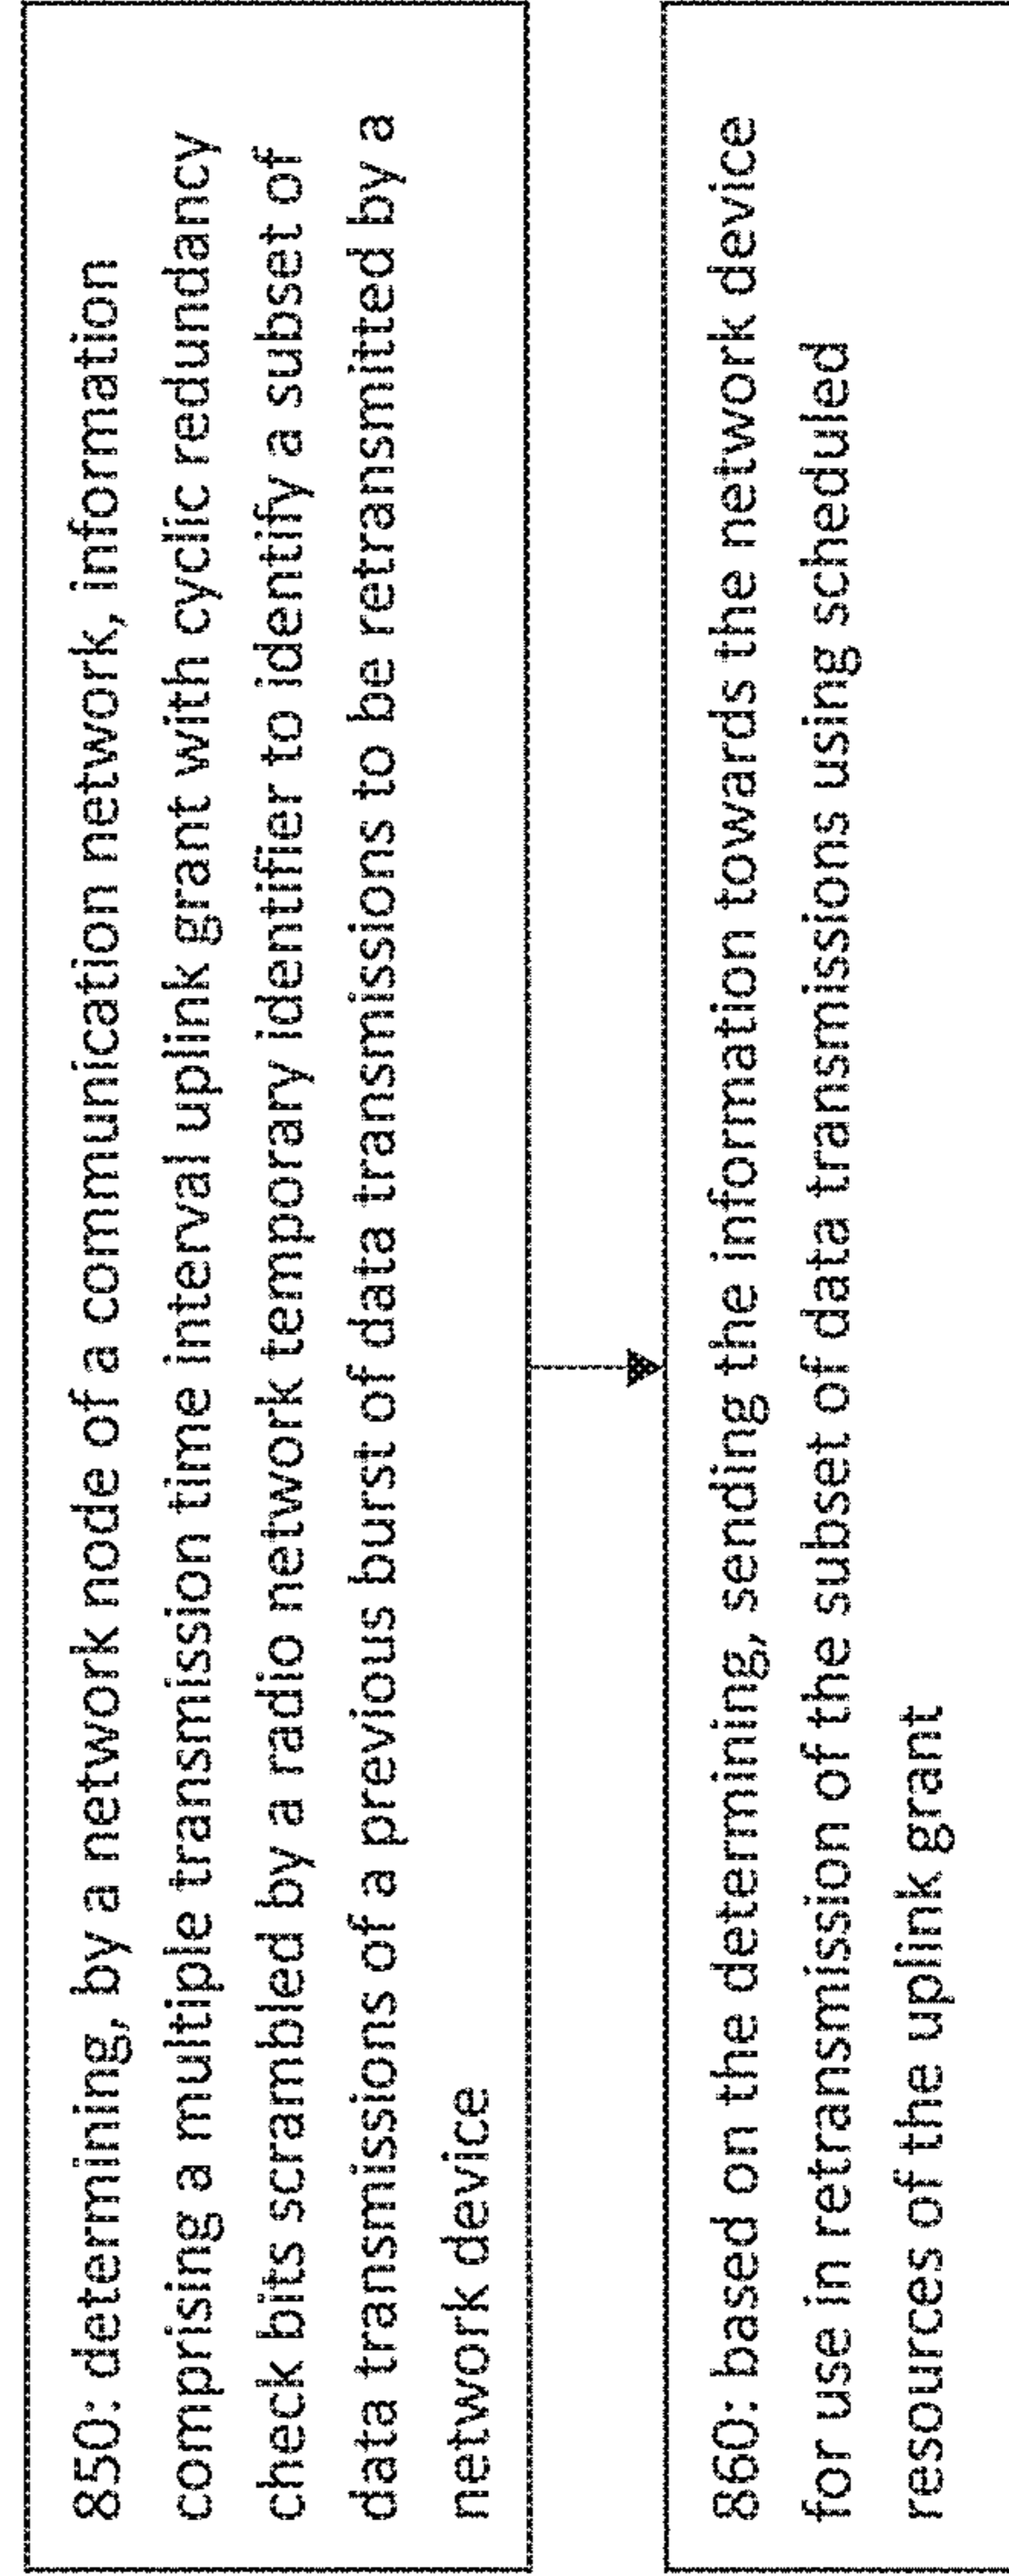 850: determining, by a network node of a communication network, information
comprising a multiple transmission time interval uplink grant with cyclic redundancy
check bits scrambled by a radio network temporary identifier to identify a subset of
data transmissions of a previous burst of data transmissions to be retransmitted by a
network device
860: based on the determining, sending the information towards the network device
for use in retransmission of the subset of data transmissions using scheduled
resources of the uplink grant